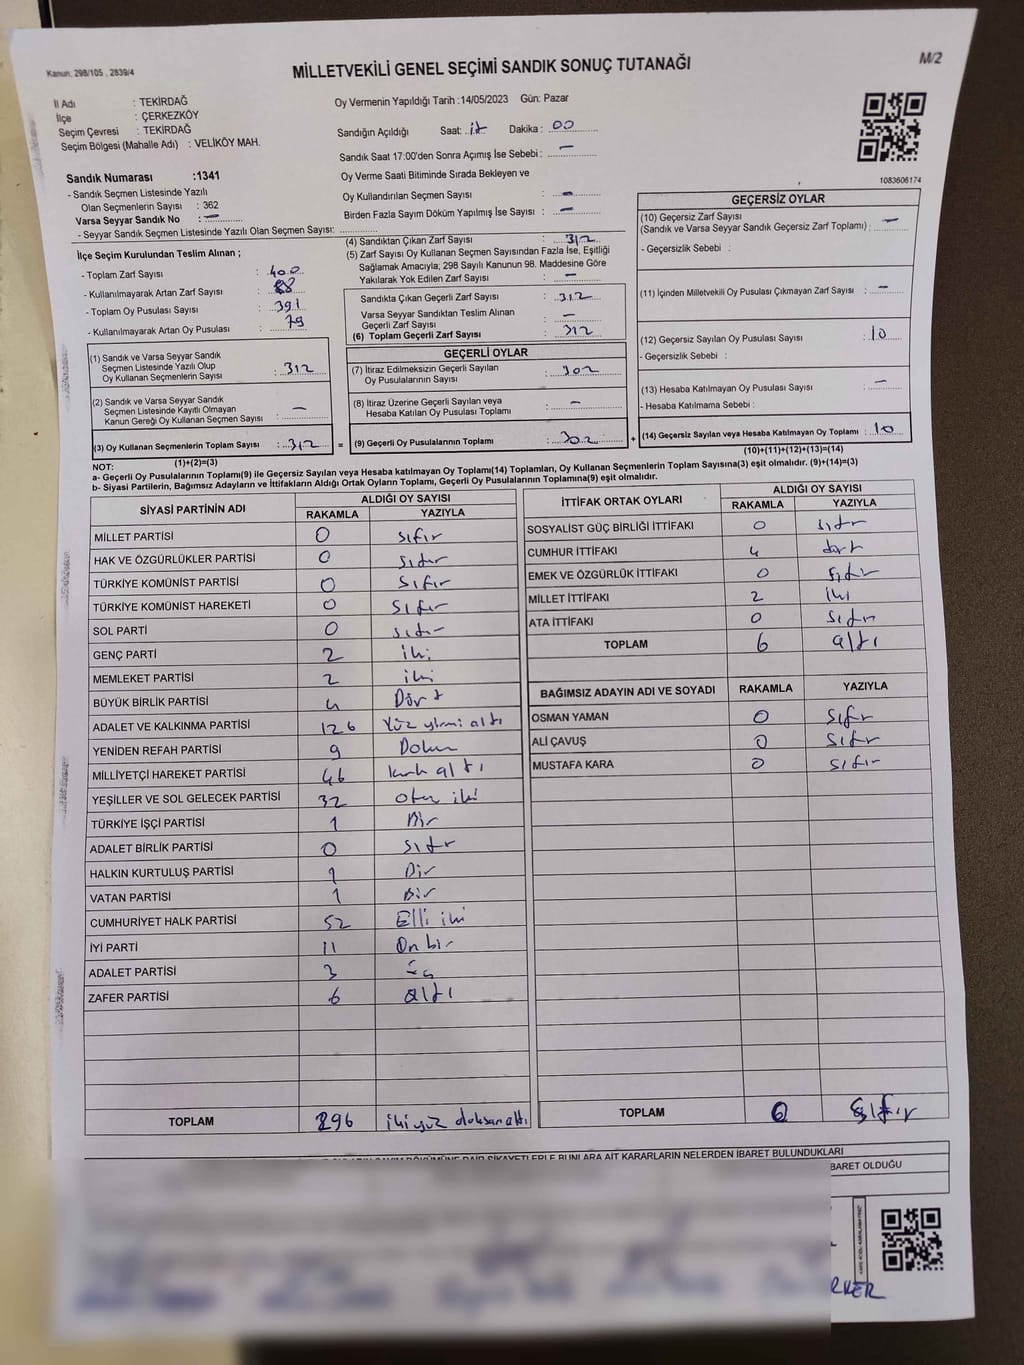 Kanun: 298/105 , 2839/4
MİLLETVEKİLİ GENEL SEÇİMİ SANDIK SONUÇ TUTANAĞI
M/2
İl Adı : TEKİRDAĞ
İlçe : ÇERKEZKÖY
Seçim Çevresi : TEKİRDAĞ
Seçim Bölgesi (Mahalle Adı) : VELİKÖY MAH.
Sandık Numarası :1341
- Sandık Seçmen Listesinde Yazılı
Olan Seçmenlerin Sayısı : 362
Varsa Seyyar Sandık No : —
- Seyyar Sandık Seçmen Listesinde Yazılı Olan Seçmen Sayısı:
Oy Vermenin Yapıldığı Tarih :14/05/2023 Gün: Pazar
Sandığın Açıldığı Saat: 17 Dakika : 00
Sandık Saat 17:00'den Sonra Açımış İse Sebebi : —
Oy Verme Saati Bitiminde Sırada Bekleyen ve
Oy Kullandırılan Seçmen Sayısı : —
Birden Fazla Sayım Döküm Yapılmış İse Sayısı : —
1083606174
İlçe Seçim Kurulundan Teslim Alınan ;
- Toplam Zarf Sayısı : 400
- Kullanılmayarak Artan Zarf Sayısı : 88
- Toplam Oy Pusulası Sayısı : 391
- Kullanılmayarak Artan Oy Pusulası : 79
(1) Sandık ve Varsa Seyyar Sandık
Seçmen Listesinde Yazılı Olup
Oy Kullanan Seçmenlerin Sayısı : 312
(2) Sandık ve Varsa Seyyar Sandık
Seçmen Listesinde Kayıtlı Olmayan
Kanun Gereği Oy Kullanan Seçmen Sayısı : —
(3) Oy Kullanan Seçmenlerin Toplam Sayısı : 312 =
(1)+(2)=(3)
(4) Sandıktan Çıkan Zarf Sayısı : 312
(5) Zarf Sayısı Oy Kullanan Seçmen Sayısından Fazla İse, Eşitliği
Sağlamak Amacıyla; 298 Sayılı Kanunun 98. Maddesine Göre
Yakılarak Yok Edilen Zarf Sayısı : —
Sandıkta Çıkan Geçerli Zarf Sayısı : 312
Varsa Seyyar Sandıktan Teslim Alınan
Geçerli Zarf Sayısı : —
(6) Toplam Geçerli Zarf Sayısı : 312
GEÇERLİ OYLAR
(7) İtiraz Edilmeksizin Geçerli Sayılan
Oy Pusulalarının Sayısı : 302
(8) İtiraz Üzerine Geçerli Sayılan veya
Hesaba Katılan Oy Pusulası Toplamı : —
(9) Geçerli Oy Pusulalarının Toplamı : 302 +
GEÇERSİZ OYLAR
(10) Geçersiz Zarf Sayısı
(Sandık ve Varsa Seyyar Sandık Geçersiz Zarf Toplamı) : —
- Geçersizlik Sebebi :
(11) İçinden Milletvekili Oy Pusulası Çıkmayan Zarf Sayısı : —
(12) Geçersiz Sayılan Oy Pusulası Sayısı : 10
- Geçersizlik Sebebi :
(13) Hesaba Katılmayan Oy Pusulası Sayısı : —
- Hesaba Katılmama Sebebi :
(14) Geçersiz Sayılan veya Hesaba Katılmayan Oy Toplamı : 10
(10)+(11)+(12)+(13)=(14)
NOT:
a- Geçerli Oy Pusulalarının Toplamı(9) ile Geçersiz Sayılan veya Hesaba katılmayan Oy Toplamı(14) Toplamları, Oy Kullanan Seçmenlerin Toplam Sayısına(3) eşit olmalıdır. (9)+(14)=(3)
b- Siyasi Partilerin, Bağımsız Adayların ve İttifakların Aldığı Ortak Oyların Toplamı, Geçerli Oy Pusulalarının Toplamına(9) eşit olmalıdır.
SİYASİ PARTİNİN ADI ALDIĞI OY SAYISI
RAKAMLA YAZIYLA
MİLLET PARTİSİ 0 sıfır
HAK VE ÖZGÜRLÜKLER PARTİSİ 0 sıfır
TÜRKİYE KOMÜNİST PARTİSİ 0 sıfır
TÜRKİYE KOMÜNİST HAREKETİ 0 sıfır
SOL PARTİ 0 sıfır
GENÇ PARTİ 2 iki
MEMLEKET PARTİSİ 2 iki
BÜYÜK BİRLİK PARTİSİ 4 Dört
ADALET VE KALKINMA PARTİSİ 126 Yüz yirmi altı
YENİDEN REFAH PARTİSİ 9 Dokuz
MİLLİYETÇİ HAREKET PARTİSİ 46 kırk altı
YEŞİLLER VE SOL GELECEK PARTİSİ 32 otuz iki
TÜRKİYE İŞÇİ PARTİSİ 1 Bir
ADALET BİRLİK PARTİSİ 0 sıfır
HALKIN KURTULUŞ PARTİSİ 1 Bir
VATAN PARTİSİ 1 Bir
CUMHURİYET HALK PARTİSİ 52 Elli iki
İYİ PARTİ 11 On bir
ADALET PARTİSİ 3 üç
ZAFER PARTİSİ 6 altı
TOPLAM 296 ikiyüz doksan altı
İTTİFAK ORTAK OYLARI ALDIĞI OY SAYISI
RAKAMLA YAZIYLA
SOSYALİST GÜÇ BİRLİĞİ İTTİFAKI 0 sıfır
CUMHUR İTTİFAKI 4 dört
EMEK VE ÖZGÜRLÜK İTTİFAKI 0 sıfır
MİLLET İTTİFAKI 2 iki
ATA İTTİFAKI 0 sıfır
TOPLAM 6 altı
BAĞIMSIZ ADAYIN ADI VE SOYADI RAKAMLA YAZIYLA
OSMAN YAMAN 0 sıfır
ALİ ÇAVUŞ 0 sıfır
MUSTAFA KARA 0 sıfır
TOPLAM 0 sıfır
BUNLARA AİT KARARLARIN NELERDEN İBARET BULUNDUKLARI
BARET OLDUĞU